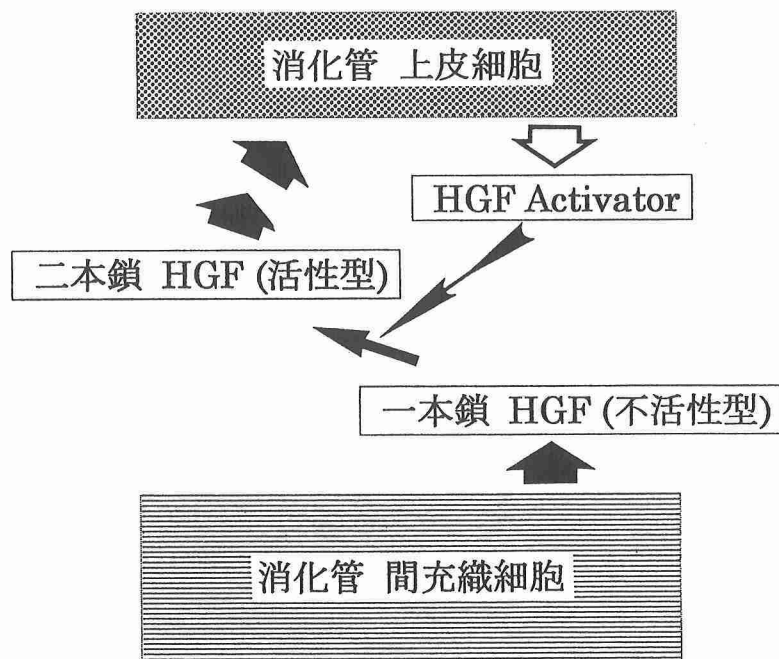 消化管 上皮細胞
HGF Activator
二本鎖 HGF (活性型)
一本鎖 HGF (不活性型)
消化管 間充織細胞